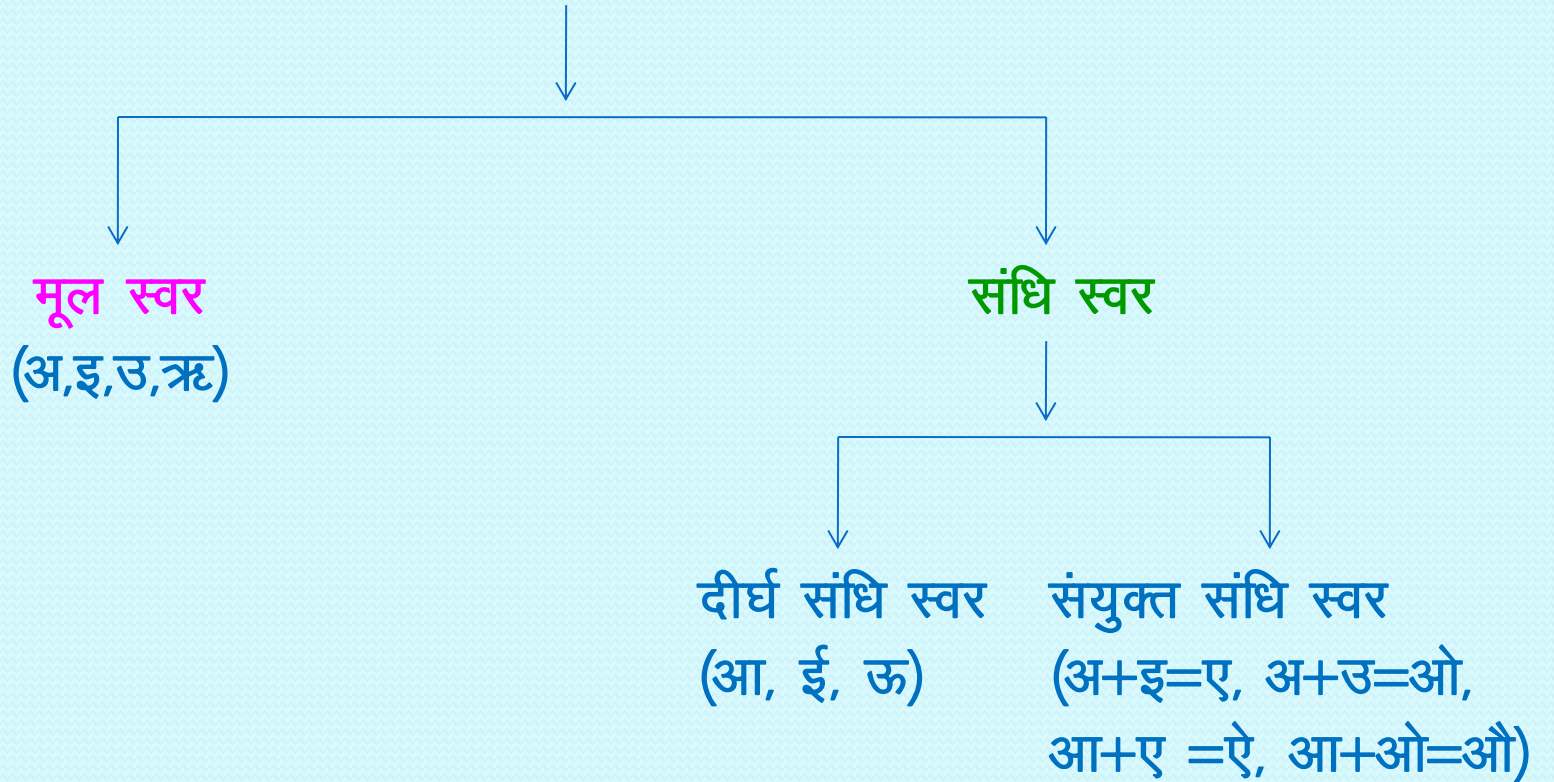 मूल स्वर
(अ,इ,उ,ऋ)
संधि स्वर
दीर्घ संधि स्वर
(आ, ई, ऊ)
संयुक्त संधि स्वर
(अ+इ=ए, अ+उ=ओ,
आ+ए =ऐ, आ+ओ=औ)